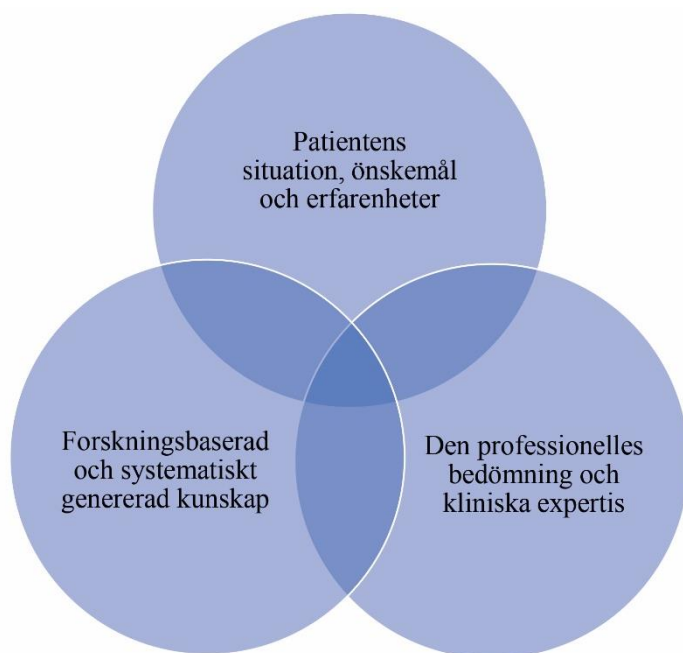 Patientens
situation, önskemål
och erfarenheter
Forskningsbaserad
och systematiskt
genererad kunskap
Den professionelles
bedömning och
kliniska expertis